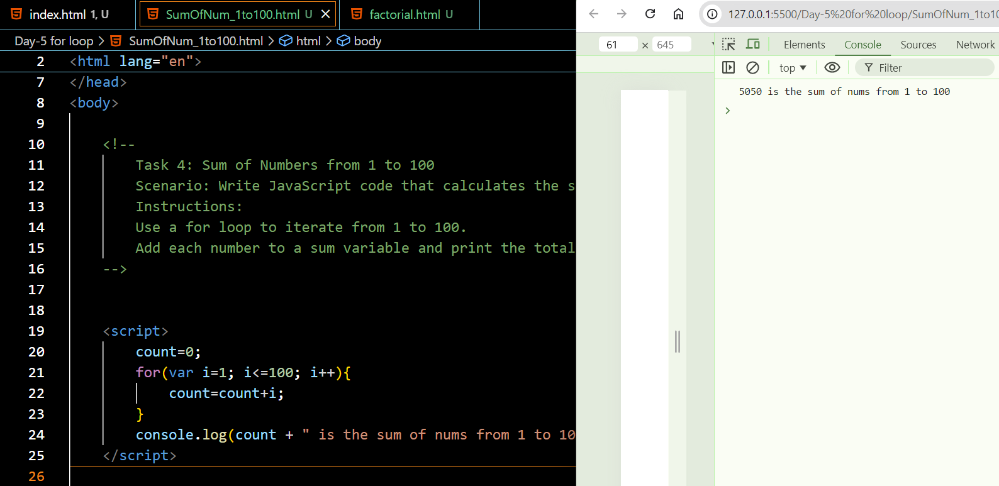 index.html 1, U
SumOfNum_1to100.html U
factorial.html U
Day-5 for loop > SumOfNum_1to100.html > html > body
2 <html lang="en">
7 </head>
8 <body>
9
10 <!--
11 Task 4: Sum of Numbers from 1 to 100
12 Scenario: Write JavaScript code that calculates the s
13 Instructions:
14 Use a for loop to iterate from 1 to 100.
15 Add each number to a sum variable and print the total
16 -->
17
18
19 <script>
20 count=0;
21 for(var i=1; i<=100; i++){
22 count=count+i;
23 }
24 console.log(count + " is the sum of nums from 1 to 10
25 </script>
26
127.0.0.1:5500/Day-5%20for%20loop/SumOfNum_1to10
61 × 645
Elements Console Sources Network
top Filter
5050 is the sum of nums from 1 to 100
>